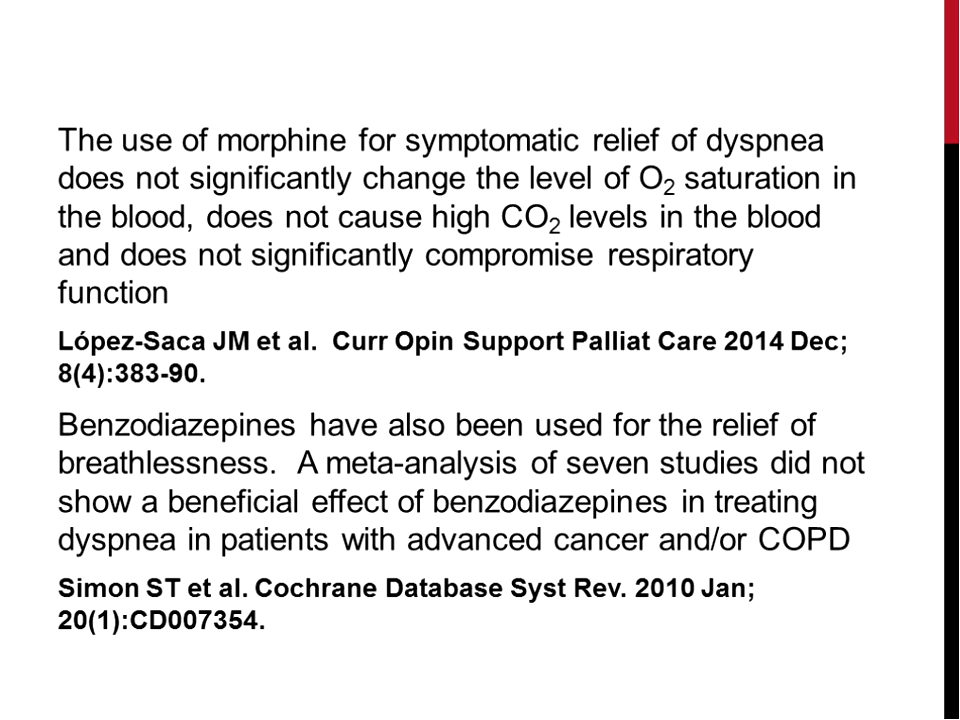 The use of morphine for symptomatic relief of dyspnea
does not significantly change the level of O₂ saturation in
the blood, does not cause high CO₂ levels in the blood
and does not significantly compromise respiratory
function
López-Saca JM et al.  Curr Opin Support Palliat Care 2014 Dec;
8(4):383-90.
Benzodiazepines have also been used for the relief of
breathlessness.  A meta-analysis of seven studies did not
show a beneficial effect of benzodiazepines in treating
dyspnea in patients with advanced cancer and/or COPD
Simon ST et al. Cochrane Database Syst Rev. 2010 Jan;
20(1):CD007354.